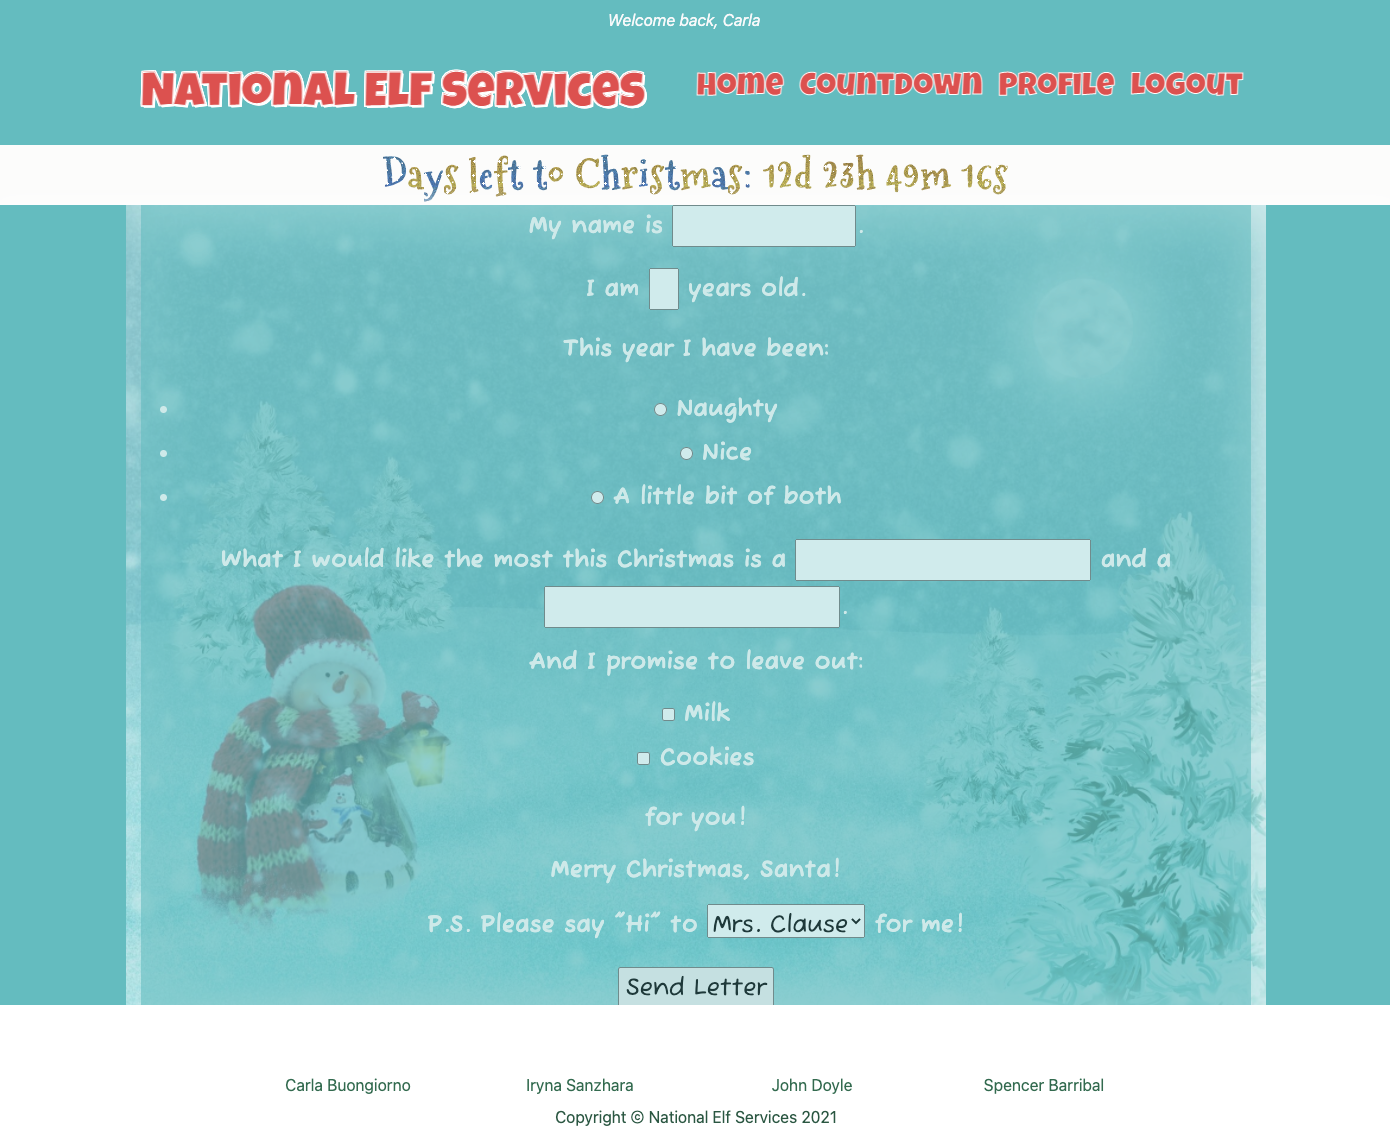 Welcome back, Carla
National Elf Services
Home Countdown Profile Logout
Days left to Christmas: 12d 23h 49m 16s
My name is .
I am years old.
This year I have been:
Naughty
Nice
A little bit of both
What I would like the most this Christmas is a and a
.
And I promise to leave out:
Milk
Cookies
for you!
Merry Christmas, Santa!
P.S. Please say "Hi" to Mrs. Clause for me!
Send Letter
Carla Buongiorno Iryna Sanzhara John Doyle Spencer Barribal
Copyright © National Elf Services 2021